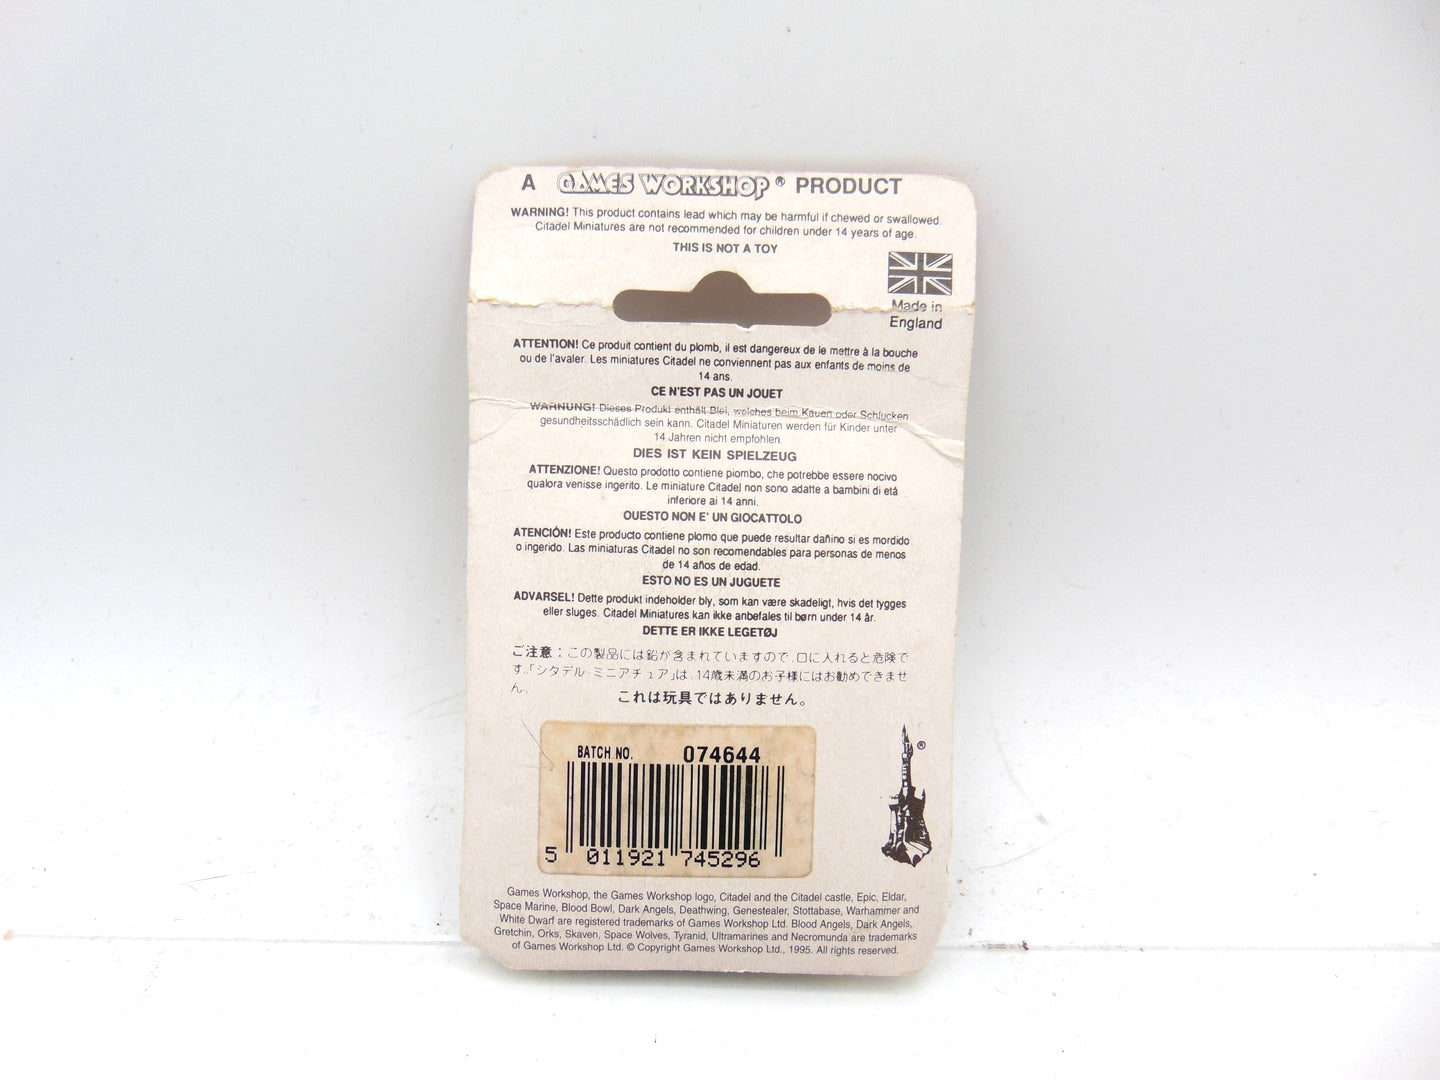 A GAMES WORKSHOP® PRODUCT
WARNING! This product contains lead which may be harmful if chewed or swallowed.
Citadel Miniatures are not recommended for children under 14 years of age.
THIS IS NOT A TOY
Made in
England
ATTENTION! Ce produit contient du plomb, il est dangereux de le mettre à la bouche
ou de l'avaler. Les miniatures Citadel ne conviennent pas aux enfants de moins de
14 ans.
CE N'EST PAS UN JOUET
WARNUNG! Dieses Produkt enthält Blei, welches beim Kauen oder Schlucken
gesundheitsschädlich sein kann. Citadel Miniaturen werden für Kinder unter
14 Jahren nicht empfohlen.
DIES IST KEIN SPIELZEUG
ATTENZIONE! Questo prodotto contiene piombo, che potrebbe essere nocivo
qualora venisse ingerito. Le miniature Citadel non sono adatte a bambini di etá
inferiore ai 14 anni.
QUESTO NON E' UN GIOCATTOLO
ATENCIÓN! Este producto contiene plomo que puede resultar dañino si es mordido
o ingerido. Las miniaturas Citadel no son recomendables para personas de menos
de 14 años de edad.
ESTO NO ES UN JUGUETE
ADVARSEL! Dette produkt indeholder bly, som kan være skadeligt, hvis det tygges
eller sluges. Citadel Miniatures kan ikke anbefales til børn under 14 år.
DETTE ER IKKE LEGETØJ
ご注意：この製品には鉛が含まれていますので、口に入れると危険で
す。「シタデル・ミニアチュア」は、14歳未満のお子様にはお勧めできませ
ん。
これは玩具ではありません。
BATCH NO. 074644
5 011921 745296
®
Games Workshop, the Games Workshop logo, Citadel and the Citadel castle, Epic, Eldar,
Space Marine, Blood Bowl, Dark Angels, Deathwing, Genestealer, Stottabase, Warhammer and
White Dwarf are registered trademarks of Games Workshop Ltd. Blood Angels, Dark Angels,
Gretchin, Orks, Skaven, Space Wolves, Tyranid, Ultramarines and Necromunda are trademarks
of Games Workshop Ltd. © Copyright Games Workshop Ltd., 1995. All rights reserved.